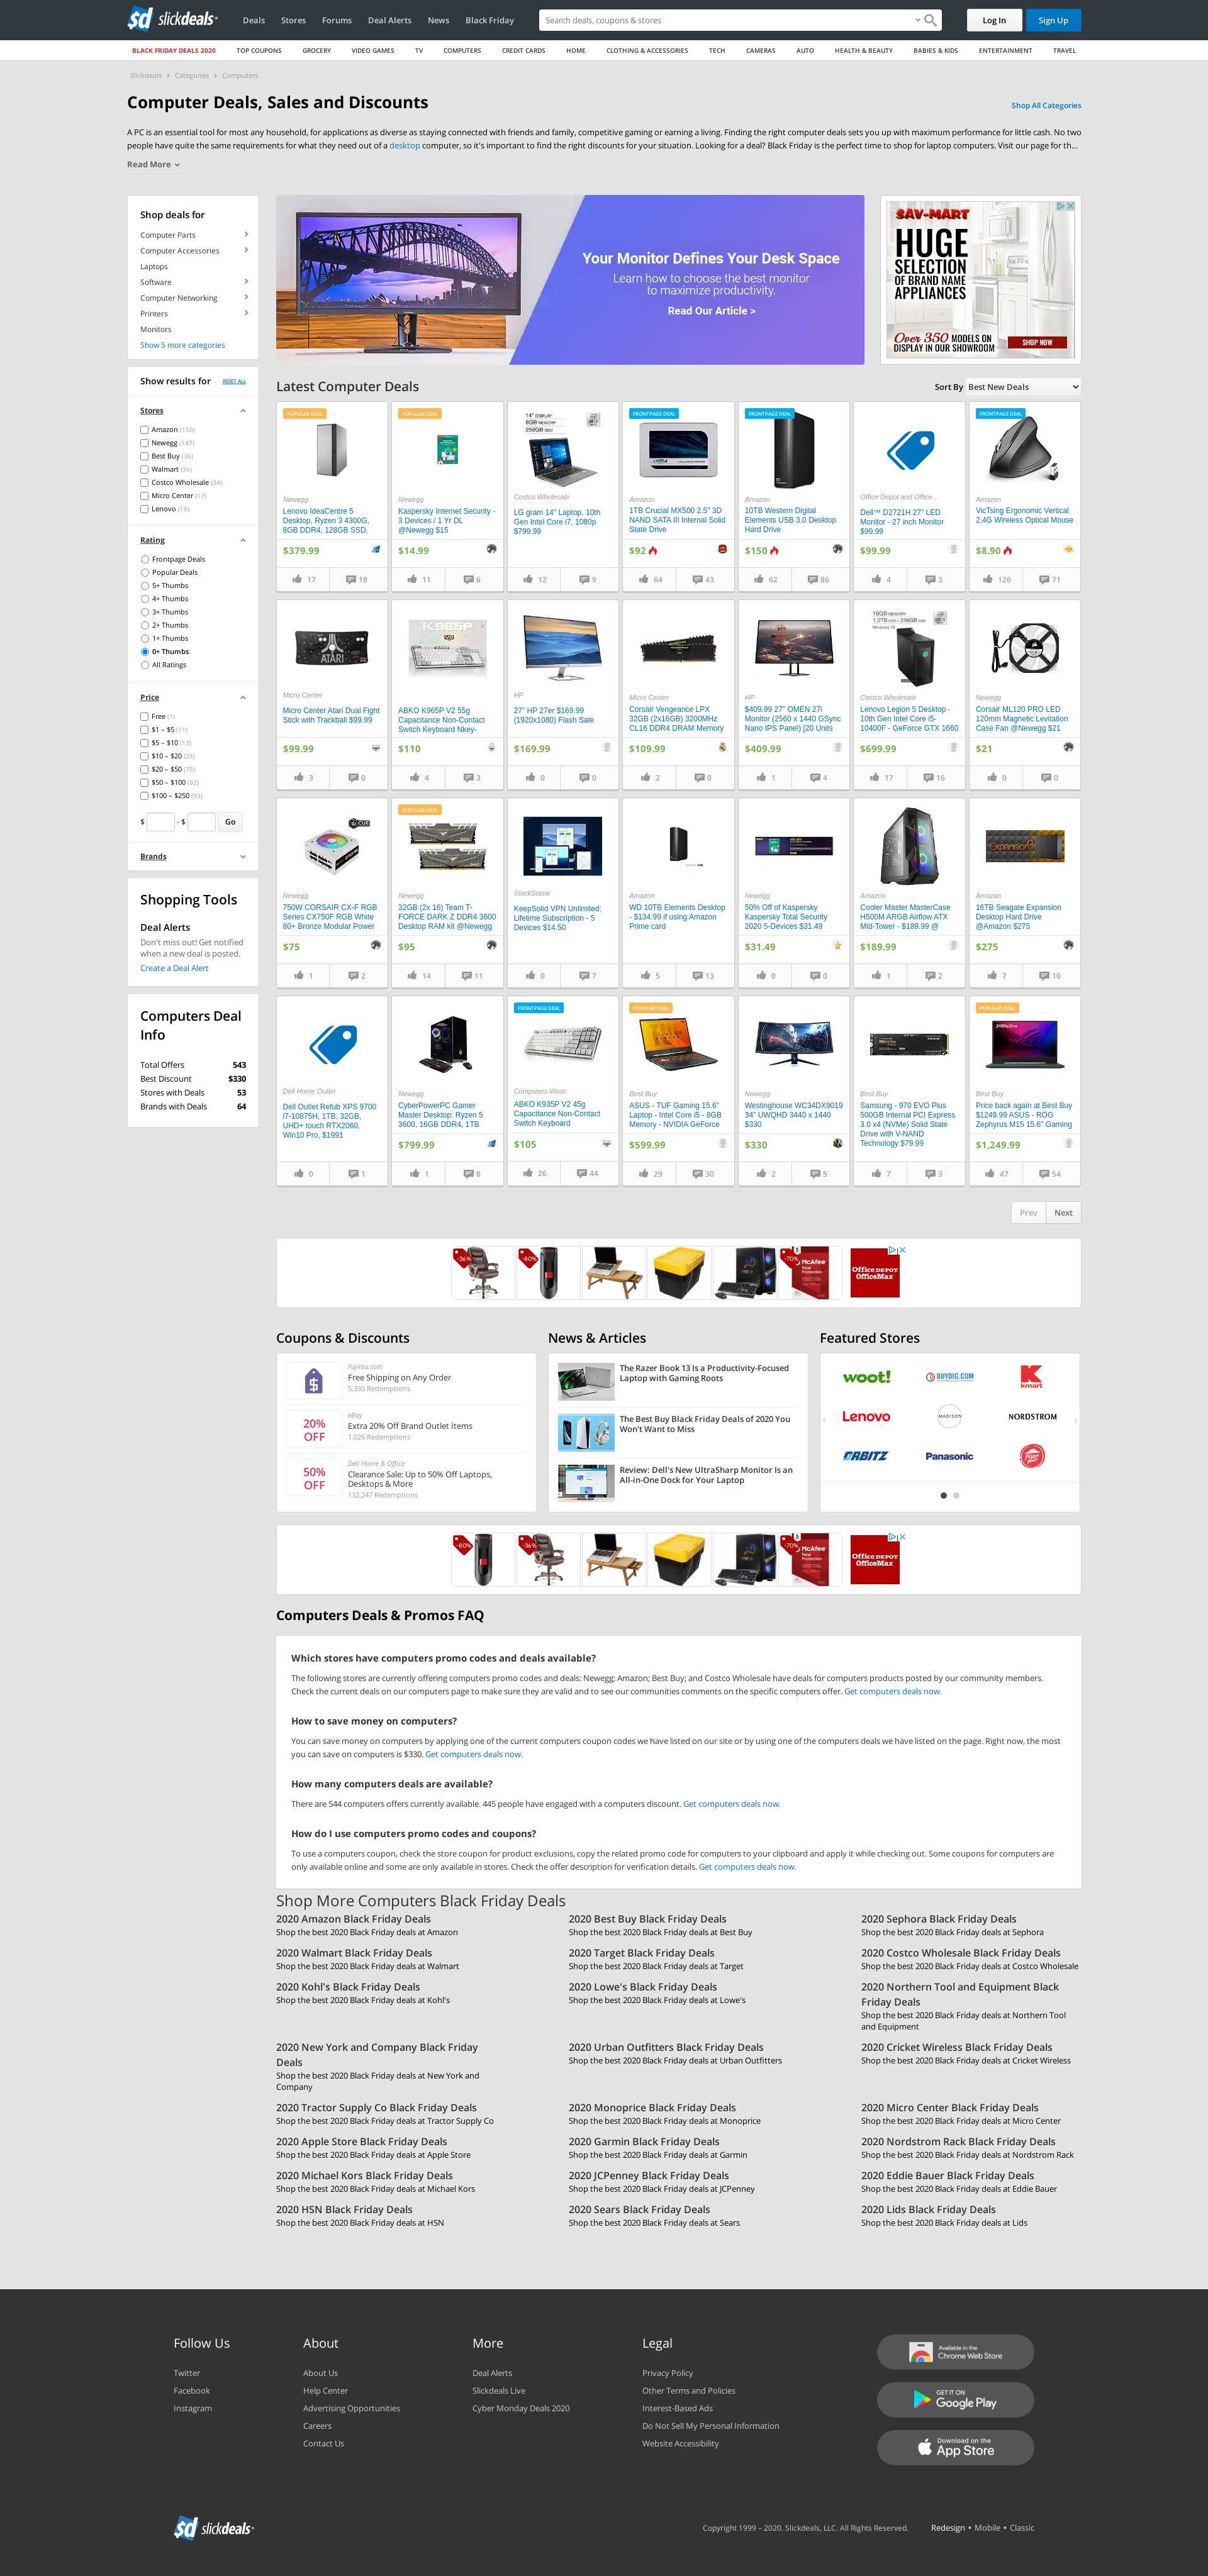 slickdeals
Deals
Stores
Forums
Deal Alerts
News
Black Friday
Search deals, coupons & stores
Log In
Sign Up
BLACK FRIDAY DEALS 2020
TOP COUPONS
GROCERY
VIDEO GAMES
TV
COMPUTERS
CREDIT CARDS
HOME
CLOTHING & ACCESSORIES
TECH
CAMERAS
AUTO
HEALTH & BEAUTY
BABIES & KIDS
ENTERTAINMENT
TRAVEL
Slickdeals > Categories > Computers
Computer Deals, Sales and Discounts
Shop All Categories
A PC is an essential tool for most any household, for applications as diverse as staying connected with friends and family, competitive gaming or earning a living. Finding the right computer deals sets you up with maximum performance for little cash. No two
people have quite the same requirements for what they need out of a desktop computer, so it's important to find the right discounts for your situation. Looking for a deal? Black Friday is the perfect time to shop for laptop computers. Visit our page for th...
Read More
Shop deals for
Computer Parts
Computer Accessories
Laptops
Software
Computer Networking
Printers
Monitors
Show 5 more categories
Show results for
RESET ALL
Stores
Amazon (150)
Newegg (147)
Best Buy (36)
Walmart (34)
Costco Wholesale (34)
Micro Center (17)
Lenovo (16)
Rating
Frontpage Deals
Popular Deals
5+ Thumbs
4+ Thumbs
3+ Thumbs
2+ Thumbs
1+ Thumbs
0+ Thumbs
All Ratings
Price
Free (1)
$1 – $5 (11)
$5 – $10 (13)
$10 – $20 (24)
$20 – $50 (75)
$50 – $100 (92)
$100 – $250 (93)
$ - $ Go
Brands
Shopping Tools
Deal Alerts
Don't miss out! Get notified
when a new deal is posted.
Create a Deal Alert
Computers Deal
Info
Total Offers 543
Best Discount $330
Stores with Deals 53
Brands with Deals 64
Your Monitor Defines Your Desk Space
Learn how to choose the best monitor
to maximize productivity.
Read Our Article >
SAV-MART
HUGE
SELECTION
OF BRAND NAME
APPLIANCES
Over 350 MODELS ON
DISPLAY IN OUR SHOWROOM
SHOP NOW
Latest Computer Deals
Sort By Best New Deals
POPULAR DEAL
Newegg
Lenovo IdeaCentre 5
Desktop, Ryzen 3 4300G,
8GB DDR4, 128GB SSD,
$379.99
17 19
POPULAR DEAL
Newegg
Kaspersky Internet Security -
3 Devices / 1 Yr DL
@Newegg $15
$14.99
11 6
14" DISPLAY
8GB MEMORY
256GB SSD
Costco Wholesale
LG gram 14" Laptop, 10th
Gen Intel Core i7, 1080p
$799.99
12 9
FRONTPAGE DEAL
Amazon
1TB Crucial MX500 2.5" 3D
NAND SATA III Internal Solid
State Drive
$92
64 43
FRONTPAGE DEAL
Amazon
10TB Western Digital
Elements USB 3.0 Desktop
Hard Drive
$150
62 86
Office Depot and Office...
Dell™ D2721H 27" LED
Monitor - 27 inch Monitor
$99.99
$99.99
4 3
FRONTPAGE DEAL
Amazon
VicTsing Ergonomic Vertical
2.4G Wireless Optical Mouse
$8.90
126 71
ATARI
Micro Center
Micro Center Atari Dual Fight
Stick with Trackball $99.99
$99.99
3 0
K965P
V2
ABKO K965P V2 55g
Capacitance Non-Contact
Switch Keyboard Nkey-
$110
4 3
HP
27" HP 27er $169.99
(1920x1080) Flash Sale
$169.99
0 0
Micro Center
Corsair Vengeance LPX
32GB (2x16GB) 3200MHz
CL16 DDR4 DRAM Memory
$109.99
2 0
HP
$409.99 27" OMEN 27i
Monitor (2560 x 1440 GSync
Nano IPS Panel) [20 Units
$409.99
1 4
16GB MEMORY
1.0TB HDD + 256GB SSD
Windows 10
Costco Wholesale
Lenovo Legion 5 Desktop -
10th Gen Intel Core i5-
10400F - GeForce GTX 1660
$699.99
17 16
Newegg
Corsair ML120 PRO LED
120mm Magnetic Levitation
Case Fan @Newegg $21
$21
0 0
iCUE
Newegg
750W CORSAIR CX-F RGB
Series CX750F RGB White
80+ Bronze Modular Power
$75
1 2
POPULAR DEAL
Newegg
32GB (2x 16) Team T-
FORCE DARK Z DDR4 3600
Desktop RAM kit @Newegg
$95
14 11
StackSocial
KeepSolid VPN Unlimited:
Lifetime Subscription - 5
Devices $14.50
0 7
Amazon
WD 10TB Elements Desktop
- $134.99 if using Amazon
Prime card
5 13
Newegg
50% Off of Kaspersky
Kaspersky Total Security
2020 5-Devices $31.49
$31.49
0 0
Amazon
Cooler Master MasterCase
H500M ARGB Airflow ATX
Mid-Tower - $189.99 @
$189.99
1 2
Expansion
Amazon
16TB Seagate Expansion
Desktop Hard Drive
@Amazon $275
$275
7 10
Dell Home Outlet
Dell Outlet Refub XPS 9700
i7-10875H, 1TB, 32GB,
UHD+ touch RTX2060,
Win10 Pro, $1991
0 1
Newegg
CyberPowerPC Gamer
Master Desktop: Ryzen 5
3600, 16GB DDR4, 1TB
$799.99
1 8
FRONTPAGE DEAL
Computers.Woot
ABKO K935P V2 45g
Capacitance Non-Contact
Switch Keyboard
$105
26 44
POPULAR DEAL
Best Buy
ASUS - TUF Gaming 15.6"
Laptop - Intel Core i5 - 8GB
Memory - NVIDIA GeForce
$599.99
29 30
Newegg
Westinghouse WC34DX9019
34" UWQHD 3440 x 1440
$330
$330
2 5
Best Buy
Samsung - 970 EVO Plus
500GB Internal PCI Express
3.0 x4 (NVMe) Solid State
Drive with V-NAND
Technology $79.99
7 3
POPULAR DEAL
Best Buy
Price back again at Best Buy
$1249.99 ASUS - ROG
Zephyrus M15 15.6" Gaming
$1,249.99
47 54
Prev Next
-36%
-80%
-70%
McAfee
Total
Protection
Office DEPOT
OfficeMax
Coupons & Discounts
Fujitsu.com
Free Shipping on Any Order
5,330 Redemptions
20%
OFF
eBay
Extra 20% Off Brand Outlet Items
1,026 Redemptions
50%
OFF
Dell Home & Office
Clearance Sale: Up to 50% Off Laptops,
Desktops & More
132,247 Redemptions
News & Articles
The Razor Book 13 Is a Productivity-Focused
Laptop with Gaming Roots
The Best Buy Black Friday Deals of 2020 You
Won't Want to Miss
Review: Dell's New UltraSharp Monitor Is an
All-in-One Dock for Your Laptop
Featured Stores
woot!
BUYDIG.COM
kmart
Lenovo
MADISON
NORDSTROM
ORBITZ
Panasonic
Pizza Hut
-80%
-36%
-70%
McAfee
Total
Protection
Office DEPOT
OfficeMax
Computers Deals & Promos FAQ
Which stores have computers promo codes and deals available?
The following stores are currently offering computers promo codes and deals: Newegg; Amazon; Best Buy; and Costco Wholesale have deals for computers products posted by our community members.
Check the current deals on our computers page to make sure they are valid and to see our communities comments on the specific computers offer. Get computers deals now.
How to save money on computers?
You can save money on computers by applying one of the current computers coupon codes we have listed on our site or by using one of the computers deals we have listed on the page. Right now, the most
you can save on computers is $330. Get computers deals now.
How many computers deals are available?
There are 544 computers offers currently available. 445 people have engaged with a computers discount. Get computers deals now.
How do I use computers promo codes and coupons?
To use a computers coupon, check the store coupon for product exclusions, copy the related promo code for computers to your clipboard and apply it while checking out. Some coupons for computers are
only available online and some are only available in stores. Check the offer description for verification details. Get computers deals now.
Shop More Computers Black Friday Deals
2020 Amazon Black Friday Deals
Shop the best 2020 Black Friday deals at Amazon
2020 Best Buy Black Friday Deals
Shop the best 2020 Black Friday deals at Best Buy
2020 Sephora Black Friday Deals
Shop the best 2020 Black Friday deals at Sephora
2020 Walmart Black Friday Deals
Shop the best 2020 Black Friday deals at Walmart
2020 Target Black Friday Deals
Shop the best 2020 Black Friday deals at Target
2020 Costco Wholesale Black Friday Deals
Shop the best 2020 Black Friday deals at Costco Wholesale
2020 Kohl's Black Friday Deals
Shop the best 2020 Black Friday deals at Kohl's
2020 Lowe's Black Friday Deals
Shop the best 2020 Black Friday deals at Lowe's
2020 Northern Tool and Equipment Black
Friday Deals
Shop the best 2020 Black Friday deals at Northern Tool
and Equipment
2020 New York and Company Black Friday
Deals
Shop the best 2020 Black Friday deals at New York and
Company
2020 Urban Outfitters Black Friday Deals
Shop the best 2020 Black Friday deals at Urban Outfitters
2020 Cricket Wireless Black Friday Deals
Shop the best 2020 Black Friday deals at Cricket Wireless
2020 Tractor Supply Co Black Friday Deals
Shop the best 2020 Black Friday deals at Tractor Supply Co
2020 Monoprice Black Friday Deals
Shop the best 2020 Black Friday deals at Monoprice
2020 Micro Center Black Friday Deals
Shop the best 2020 Black Friday deals at Micro Center
2020 Apple Store Black Friday Deals
Shop the best 2020 Black Friday deals at Apple Store
2020 Garmin Black Friday Deals
Shop the best 2020 Black Friday deals at Garmin
2020 Nordstrom Rack Black Friday Deals
Shop the best 2020 Black Friday deals at Nordstrom Rack
2020 Michael Kors Black Friday Deals
Shop the best 2020 Black Friday deals at Michael Kors
2020 JCPenney Black Friday Deals
Shop the best 2020 Black Friday deals at JCPenney
2020 Eddie Bauer Black Friday Deals
Shop the best 2020 Black Friday deals at Eddie Bauer
2020 HSN Black Friday Deals
Shop the best 2020 Black Friday deals at HSN
2020 Sears Black Friday Deals
Shop the best 2020 Black Friday deals at Sears
2020 Lids Black Friday Deals
Shop the best 2020 Black Friday deals at Lids
Follow Us
Twitter
Facebook
Instagram
About
About Us
Help Center
Advertising Opportunities
Careers
Contact Us
More
Deal Alerts
Slickdeals Live
Cyber Monday Deals 2020
Legal
Privacy Policy
Other Terms and Policies
Interest-Based Ads
Do Not Sell My Personal Information
Website Accessibility
Available in the
Chrome Web Store
GET IT ON
Google Play
Download on the
App Store
slickdeals
Copyright 1999 – 2020. Slickdeals, LLC. All Rights Reserved.
Redesign • Mobile • Classic